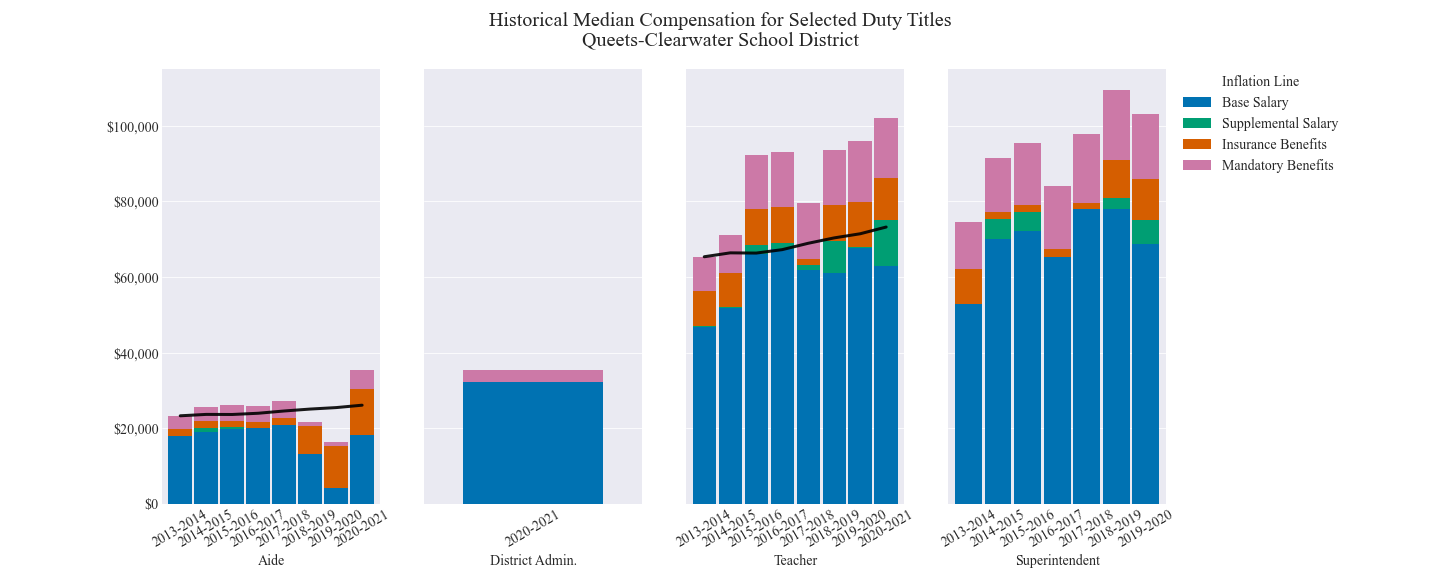 Historical Median Compensation for Selected Duty Titles
Queets-Clearwater School District
Inflation Line
Base Salary
Supplemental Salary
Insurance Benefits
Mandatory Benefits
$100,000
$80,000
$60,000
$40,000
$20,000
$0
2013-2014
2014-2015
2015-2016
2016-2017
2017-2018
2018-2019
2019-2020
2020-2021
Aide
2020-2021
District Admin.
2013-2014
2014-2015
2015-2016
2016-2017
2017-2018
2018-2019
2019-2020
2020-2021
Teacher
2013-2014
2014-2015
2015-2016
2016-2017
2017-2018
2018-2019
2019-2020
Superintendent